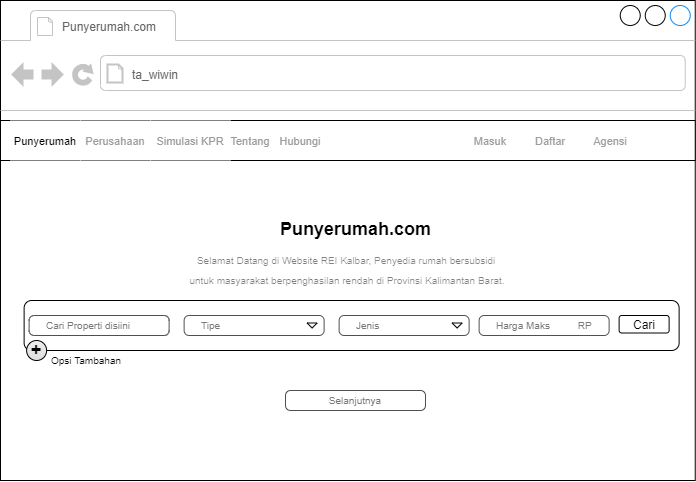 Punyerumah.com
ta_wiwin
Punyerumah Perusahaan Simulasi KPR Tentang Hubungi Masuk Daftar Agensi
Punyerumah.com
Selamat Datang di Website REI Kalbar, Penyedia rumah bersubsidi
untuk masyarakat berpenghasilan rendah di Provinsi Kalimantan Barat.
Cari Properti disiini Tipe Jenis Harga Maks RP Cari
Opsi Tambahan
Selanjutnya